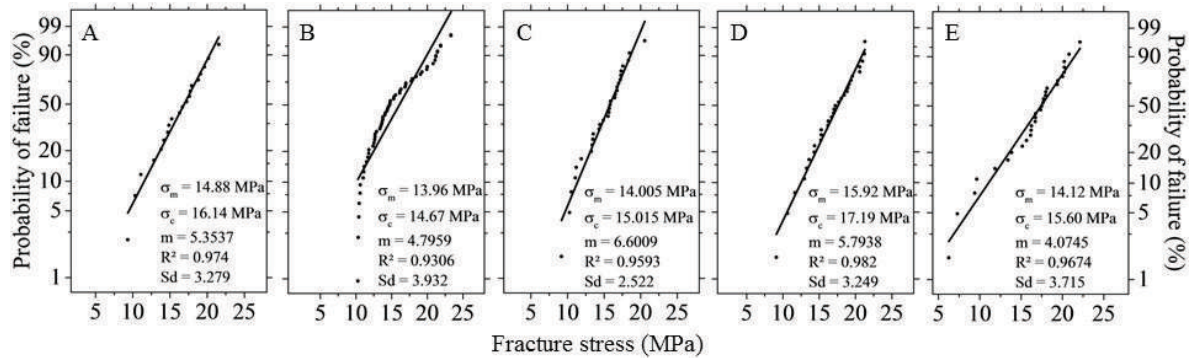 A
σm = 14.88 MPa
σc = 16.14 MPa
m = 5.3537
R² = 0.974
Sd = 3.279
B
σm = 13.96 MPa
σc = 14.67 MPa
m = 4.7959
R² = 0.9306
Sd = 3.932
C
σm = 14.005 MPa
σc = 15.015 MPa
m = 6.6009
R² = 0.9593
Sd = 2.522
D
σm = 15.92 MPa
σc = 17.19 MPa
m = 5.7938
R² = 0.982
Sd = 3.249
E
σm = 14.12 MPa
σc = 15.60 MPa
m = 4.0745
R² = 0.9674
Sd = 3.715
Probability of failure (%)
99
90
50
20
10
5
1
Probability of failure (%)
99
90
50
20
10
5
1
5 10 15 20 25
5 10 15 20 25
5 10 15 20 25
5 10 15 20 25
5 10 15 20 25
Fracture stress (MPa)